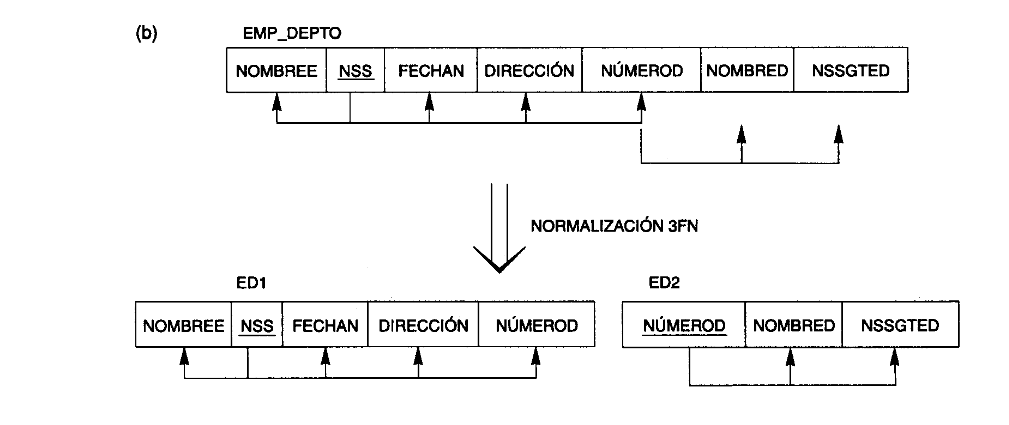 (b) EMP_DEPTO
NOMBREE NSS FECHAN DIRECCIÓN NÚMEROD NOMBRED NSSGTED
NORMALIZACIÓN 3FN
ED1 ED2
NOMBREE NSS FECHAN DIRECCIÓN NÚMEROD NÚMEROD NOMBRED NSSGTED